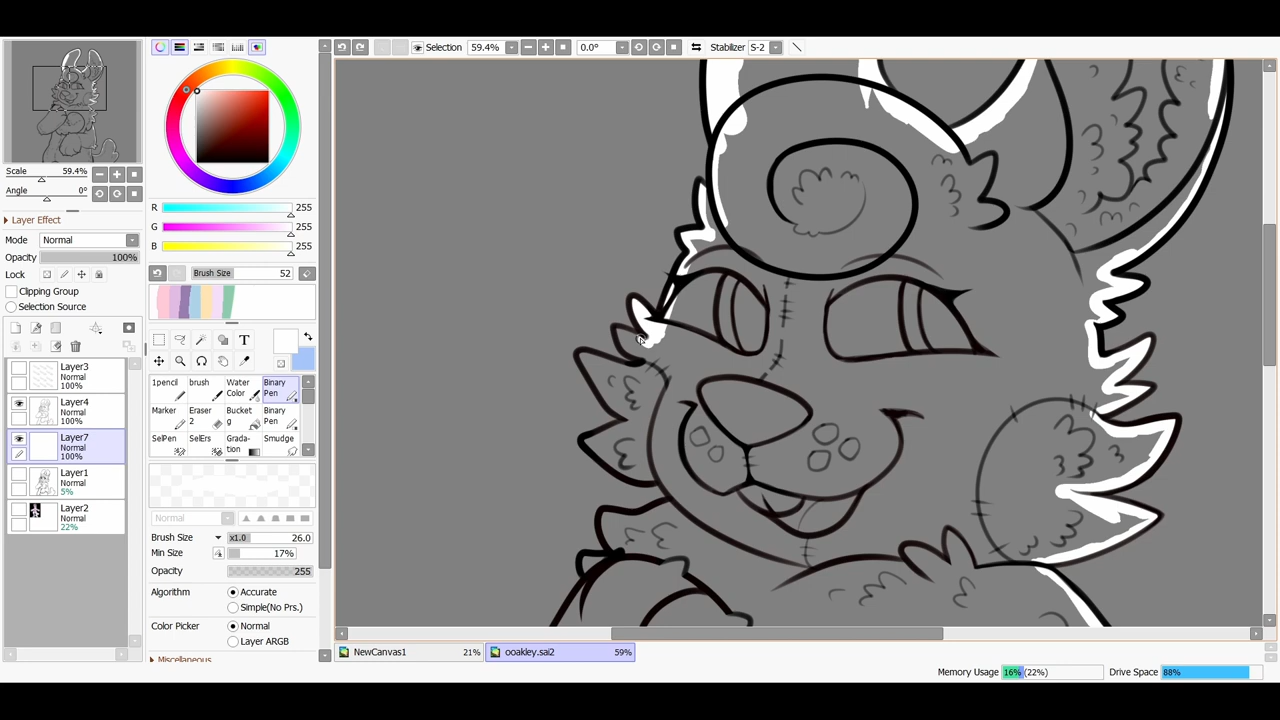 Selection 59.4% 0.0° Stabilizer S-2
Scale 59.4%
Angle 0°
Layer Effect
Mode Normal
Opacity 100%
Lock
Clipping Group
Selection Source
Layer3
Normal
100%
Layer4
Normal
100%
Layer7
Normal
100%
Layer1
Normal
5%
Layer2
Normal
22%
R 255
G 255
B 255
Brush Size 52
T
1pencil brush Water Color Binary Pen
Marker Eraser 2 Bucket Binary Pen
SelPen SelErs Grada-tion Smudge
Normal
Brush Size x1.0 26.0
Min Size 17%
Opacity 255
Algorithm Accurate
Simple(No Prs.)
Color Picker Normal
Layer ARGB
Miscellaneous
NewCanvas1 21% ooakley.sai2 59%
Memory Usage 16% (22%) Drive Space 88%